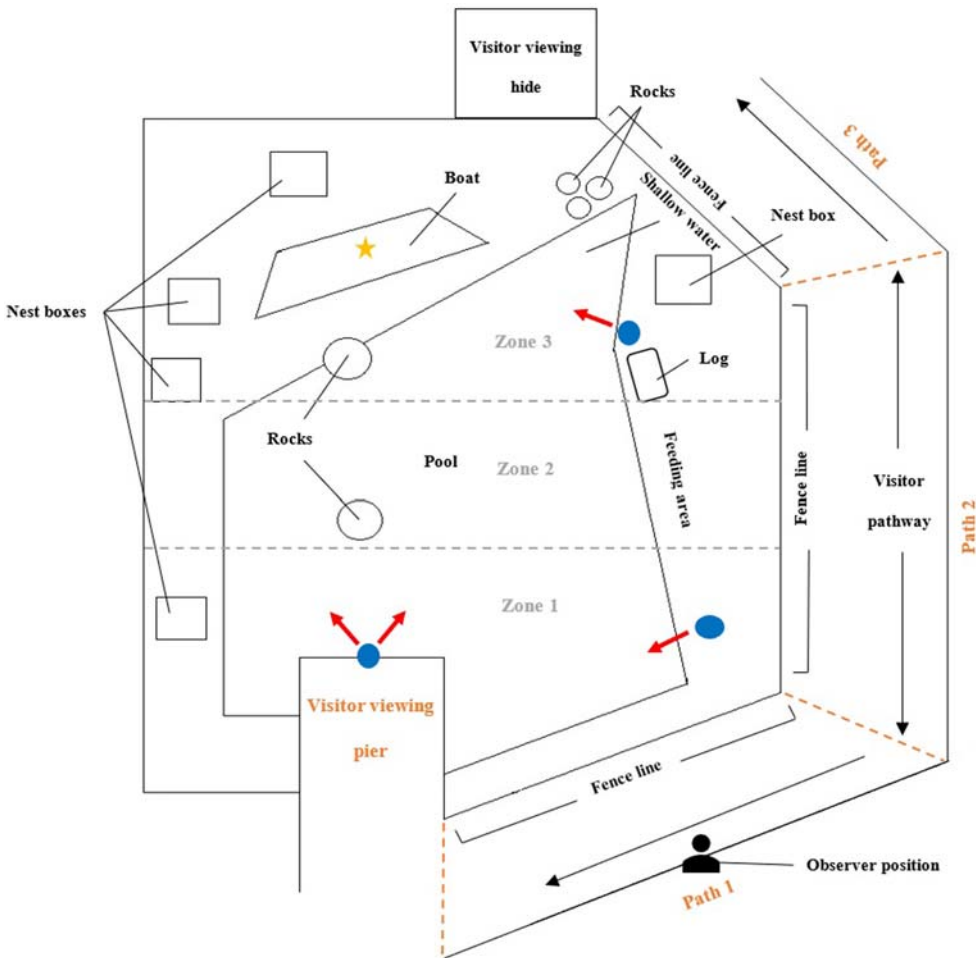 Visitor viewing
hide
Rocks
Path 3
Fence line
Shallow water
Boat
Nest box
Nest boxes
Zone 3
Log
Rocks
Pool
Zone 2
Feeding area
Fence line
Visitor
pathway
Path 2
Zone 1
Visitor viewing
pier
Fence line
Observer position
Path 1